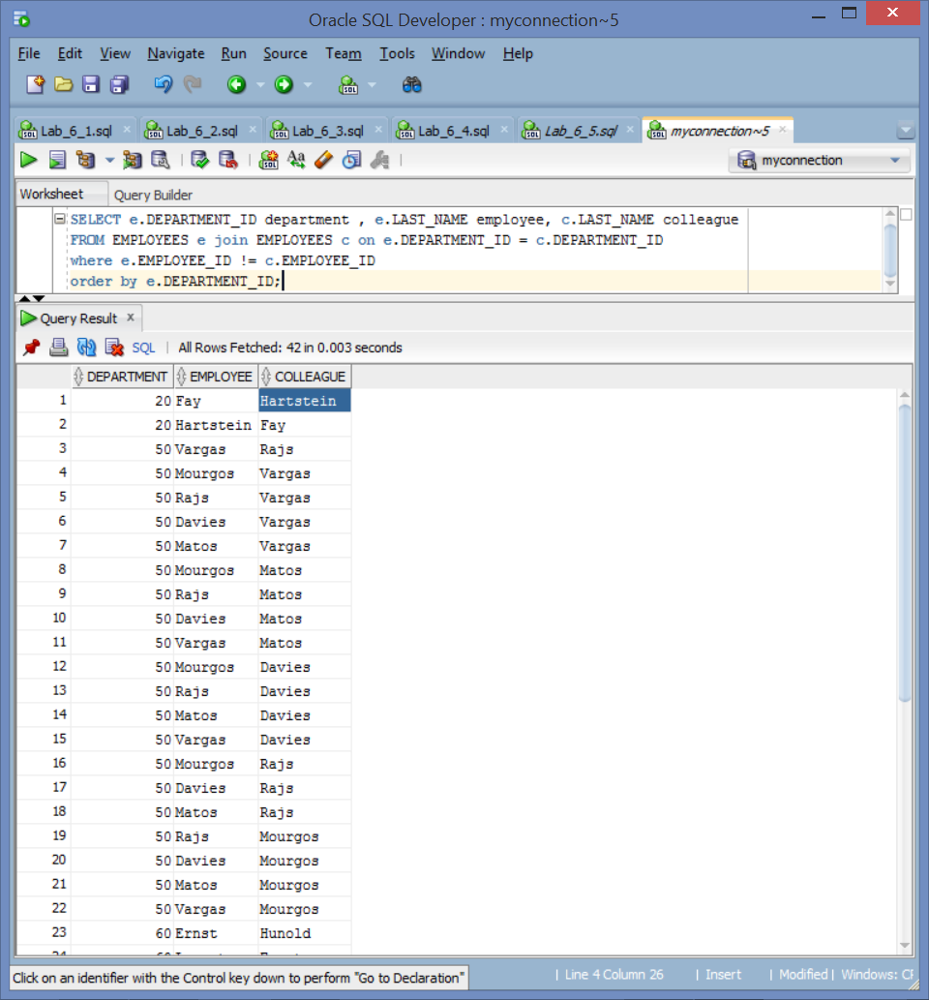 Oracle SQL Developer : myconnection~5
File Edit View Navigate Run Source Team Tools Window Help
Lab_6_1.sql Lab_6_2.sql Lab_6_3.sql Lab_6_4.sql Lab_6_5.sql myconnection~5
myconnection
Worksheet Query Builder
SELECT e.DEPARTMENT_ID department , e.LAST_NAME employee, c.LAST_NAME colleague
FROM EMPLOYEES e join EMPLOYEES c on e.DEPARTMENT_ID = c.DEPARTMENT_ID
where e.EMPLOYEE_ID != c.EMPLOYEE_ID
order by e.DEPARTMENT_ID;
Query Result
SQL | All Rows Fetched: 42 in 0.003 seconds
DEPARTMENT EMPLOYEE COLLEAGUE
1 20 Fay Hartstein
2 20 Hartstein Fay
3 50 Vargas Rajs
4 50 Mourgos Vargas
5 50 Rajs Vargas
6 50 Davies Vargas
7 50 Matos Vargas
8 50 Mourgos Matos
9 50 Rajs Matos
10 50 Davies Matos
11 50 Vargas Matos
12 50 Mourgos Davies
13 50 Rajs Davies
14 50 Matos Davies
15 50 Vargas Davies
16 50 Mourgos Rajs
17 50 Davies Rajs
18 50 Matos Rajs
19 50 Rajs Mourgos
20 50 Davies Mourgos
21 50 Matos Mourgos
22 50 Vargas Mourgos
23 60 Ernst Hunold
Click on an identifier with the Control key down to perform "Go to Declaration" | Line 4 Column 26 | Insert | Modified | Windows: